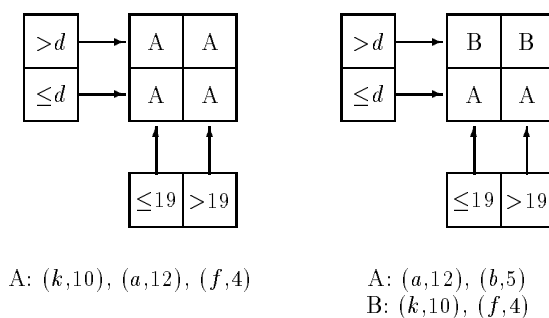 >d A A
≤d A A
≤19 >19
A: (k,10), (a,12), (f,4)
>d B B
≤d A A
≤19 >19
A: (a,12), (b,5)
B: (k,10), (f,4)